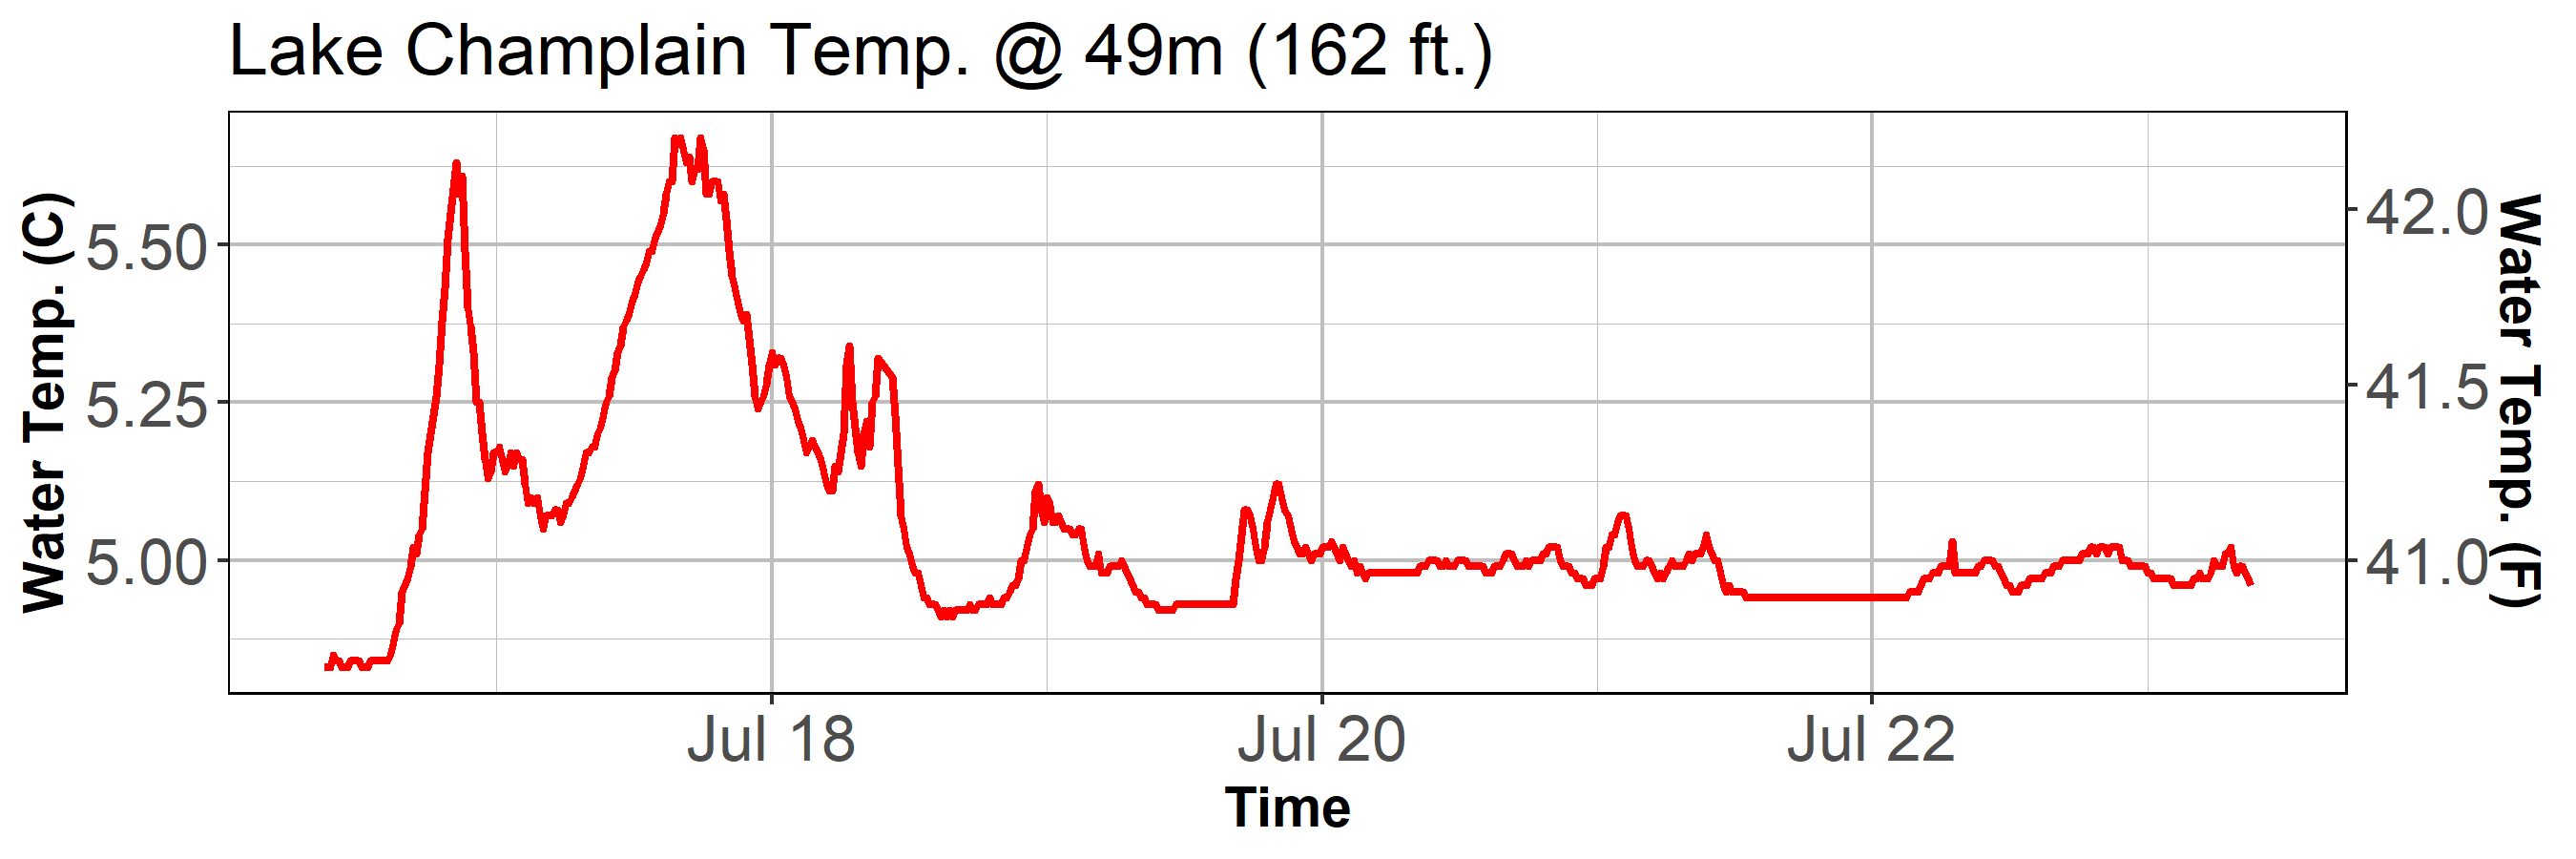 Lake Champlain Temp. @ 49m (162 ft.)
Water Temp. (C)
5.50
5.25
5.00
42.0
41.5
41.0
Water Temp. (F)
Jul 18
Jul 20
Jul 22
Time